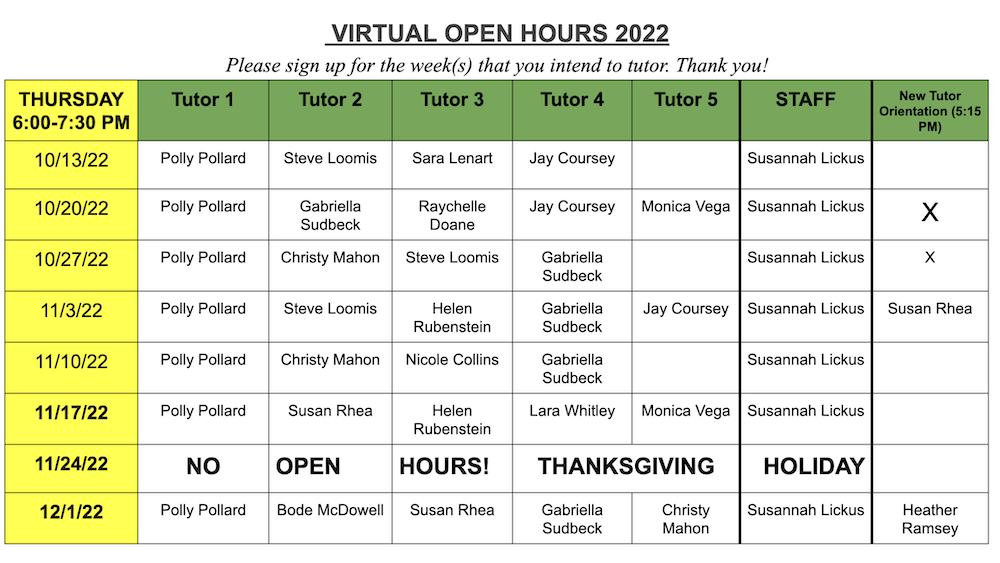 VIRTUAL OPEN HOURS 2022
Please sign up for the week(s) that you intend to tutor. Thank you!
THURSDAY 6:00-7:30 PM Tutor 1 Tutor 2 Tutor 3 Tutor 4 Tutor 5 STAFF New Tutor Orientation (5:15 PM)
10/13/22 Polly Pollard Steve Loomis Sara Lenart Jay Coursey Susannah Lickus
10/20/22 Polly Pollard Gabriella Sudbeck Raychelle Doane Jay Coursey Monica Vega Susannah Lickus X
10/27/22 Polly Pollard Christy Mahon Steve Loomis Gabriella Sudbeck Susannah Lickus X
11/3/22 Polly Pollard Steve Loomis Helen Rubenstein Gabriella Sudbeck Jay Coursey Susannah Lickus Susan Rhea
11/10/22 Polly Pollard Christy Mahon Nicole Collins Gabriella Sudbeck Susannah Lickus
11/17/22 Polly Pollard Susan Rhea Helen Rubenstein Lara Whitley Monica Vega Susannah Lickus
11/24/22 NO OPEN HOURS! THANKSGIVING HOLIDAY
12/1/22 Polly Pollard Bode McDowell Susan Rhea Gabriella Sudbeck Christy Mahon Susannah Lickus Heather Ramsey